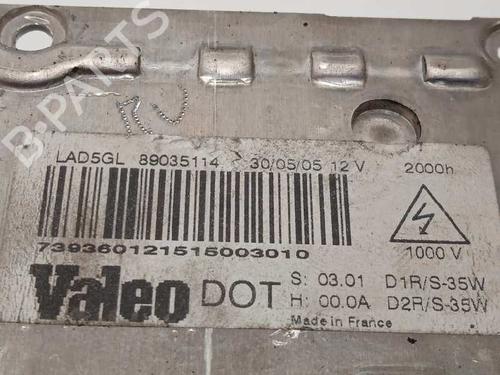 B-PARTS
LAD5GL 89035114 30/05/05 12 V 2000h
739360121515003010
1000 V
Valeo DOT
S: 03.01 D1R/S-35W
H: 00.0A D2R/S-35W
Made in France